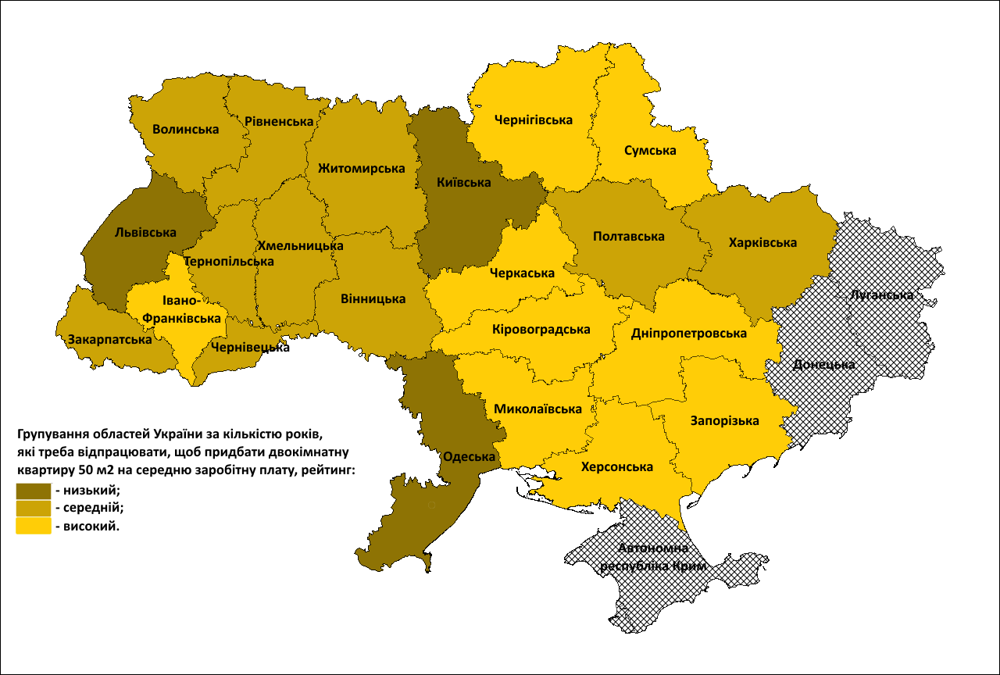 Чернігівська
Рівненська
Волинська
Сумська
Житомирська
Київська
Львівська
Полтавська
Харківська
Хмельницька
Тернопільська
Черкаська
Луганська
Вінницька
Івано-
Франківська
Кіровоградська
Дніпропетровська
Закарпатська
Чернівецька
Донецька
Миколаївська
Запорізька
Одеська
Херсонська
Автономна
республіка Крим
Групування областей України за кількістю років,
які треба відпрацювати, щоб придбати двокімнатну
квартиру 50 м2 на середню заробітну плату, рейтинг:
- низький;
- середній;
- високий.